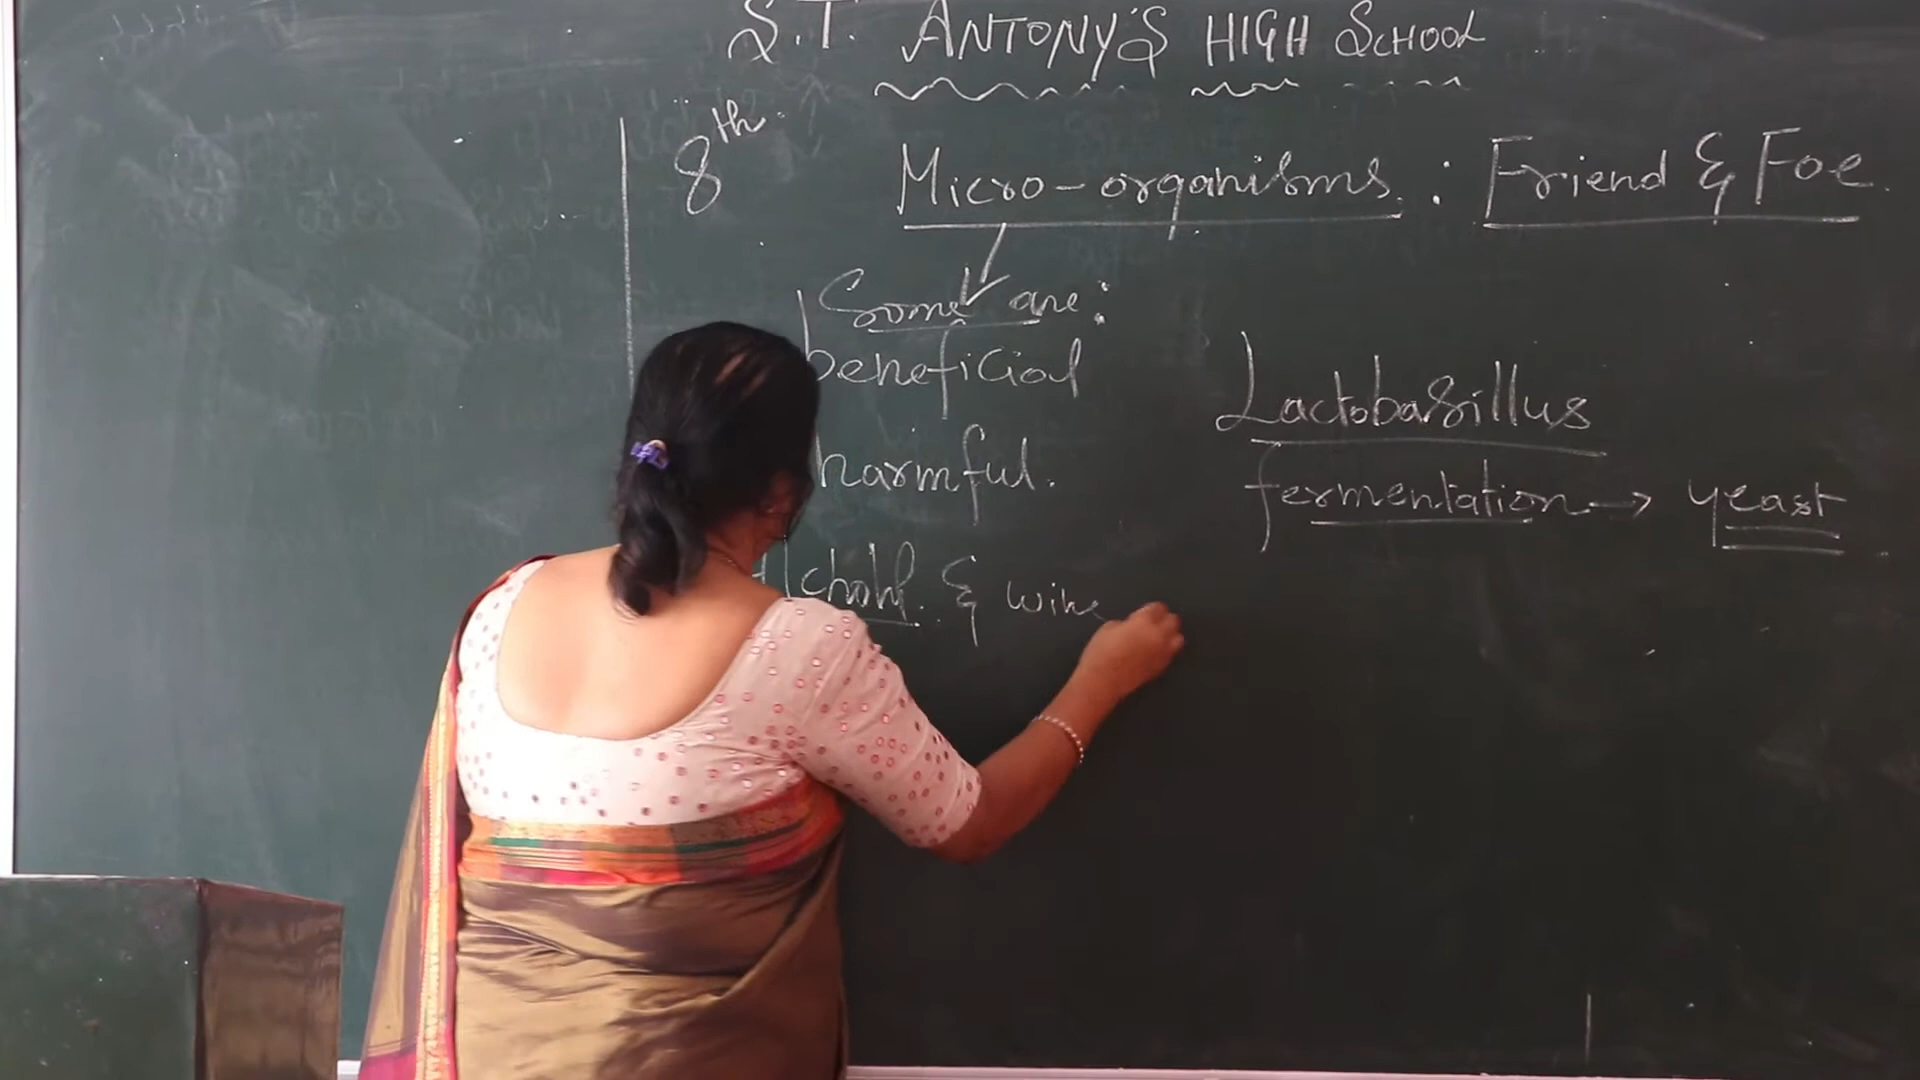 S.T. ANTONY'S HIGH SCHOOL
8th
Micro-organisms : Friend & Foe.
Some are:
beneficial
harmful.
& wine
Lactobasillus
fermentation → yeast